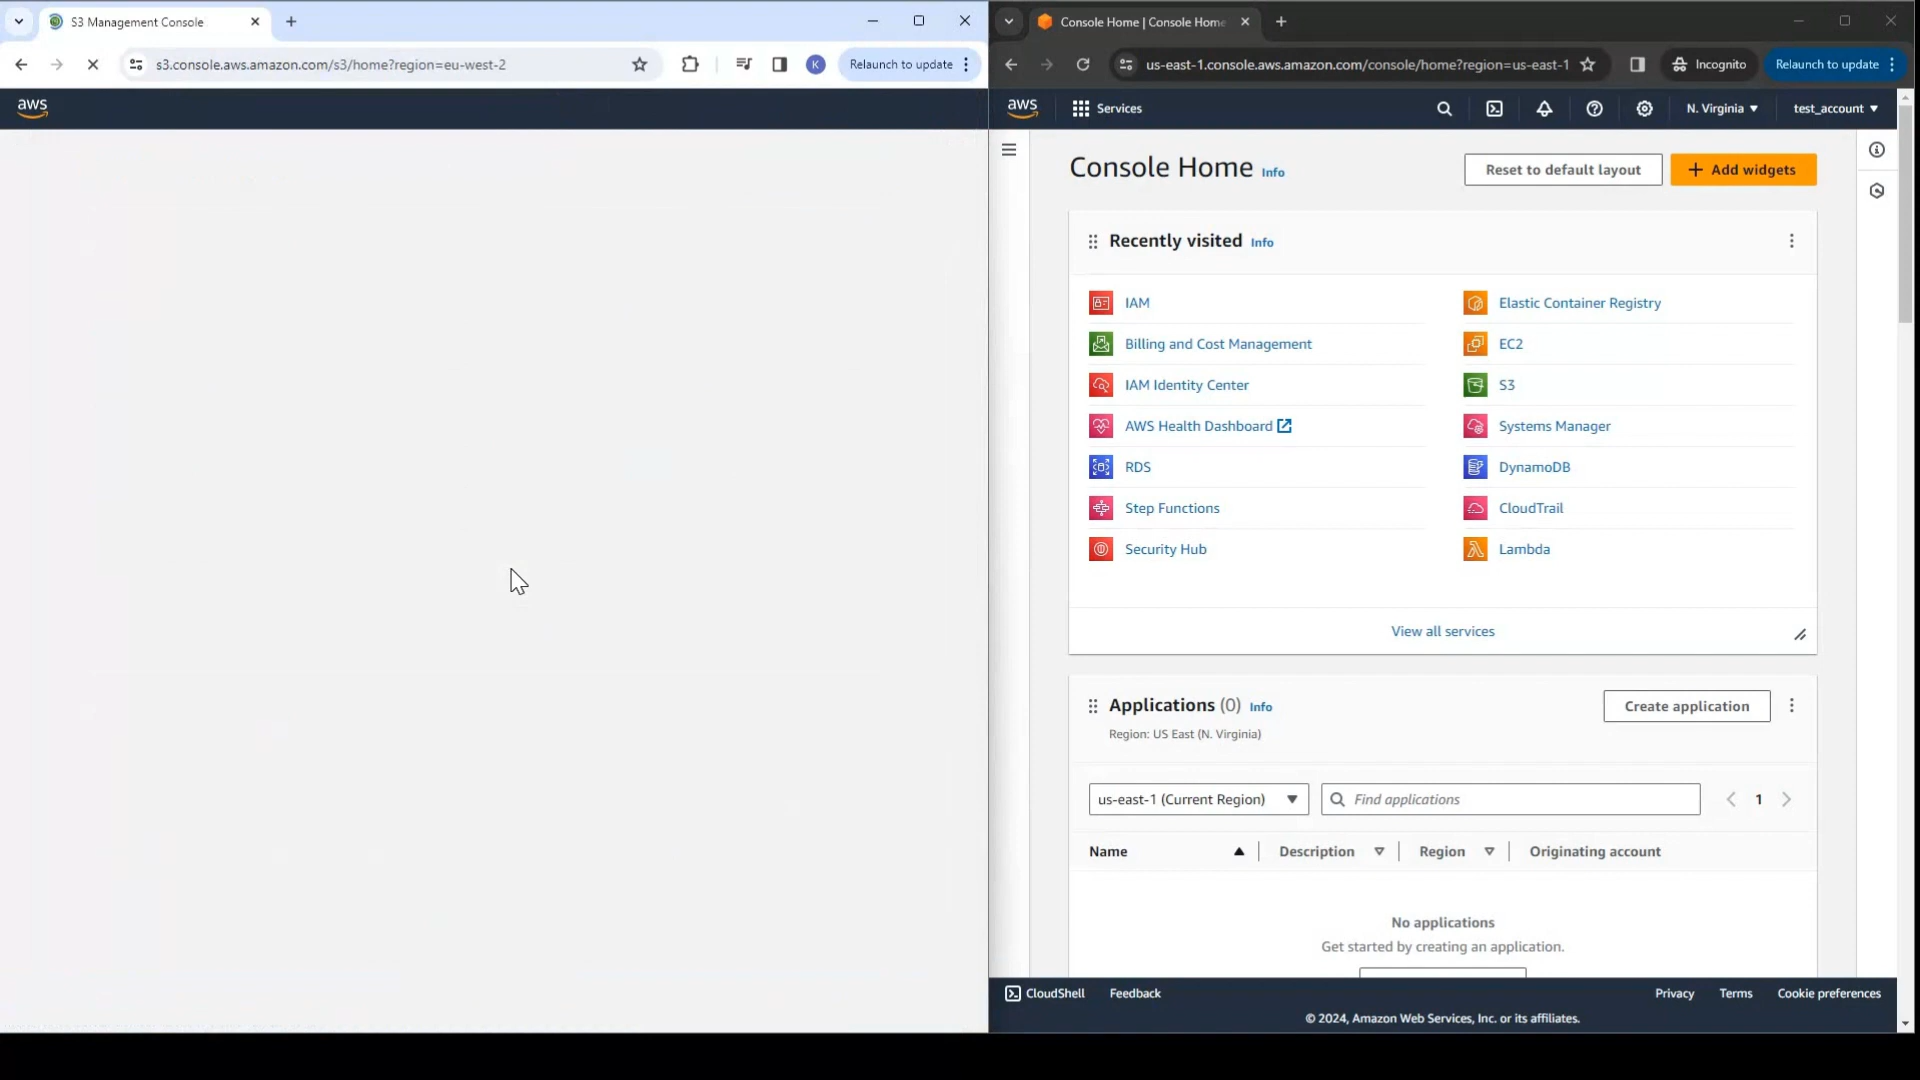 S3 Management Console
s3.console.aws.amazon.com/s3/home?region=eu-west-2
K
Relaunch to update
aws
Console Home | Console Home
us-east-1.console.aws.amazon.com/console/home?region=us-east-1
Incognito
Relaunch to update
aws
Services
N. Virginia
test_account
Console Home Info
Reset to default layout
Add widgets
Recently visited Info
IAM
Elastic Container Registry
Billing and Cost Management
EC2
IAM Identity Center
S3
AWS Health Dashboard
Systems Manager
RDS
DynamoDB
Step Functions
CloudTrail
Security Hub
Lambda
View all services
Applications (0) Info
Region: US East (N. Virginia)
Create application
us-east-1 (Current Region)
Find applications
1
Name
Description
Region
Originating account
No applications
Get started by creating an application.
CloudShell
Feedback
Privacy
Terms
Cookie preferences
© 2024, Amazon Web Services, Inc. or its affiliates.